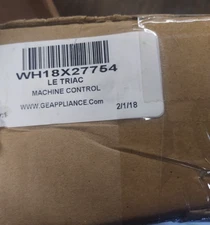 WH18X27754
LE TRIAC
MACHINE CONTROL
WWW.GEAPPLIANCE.Com 2/1/18